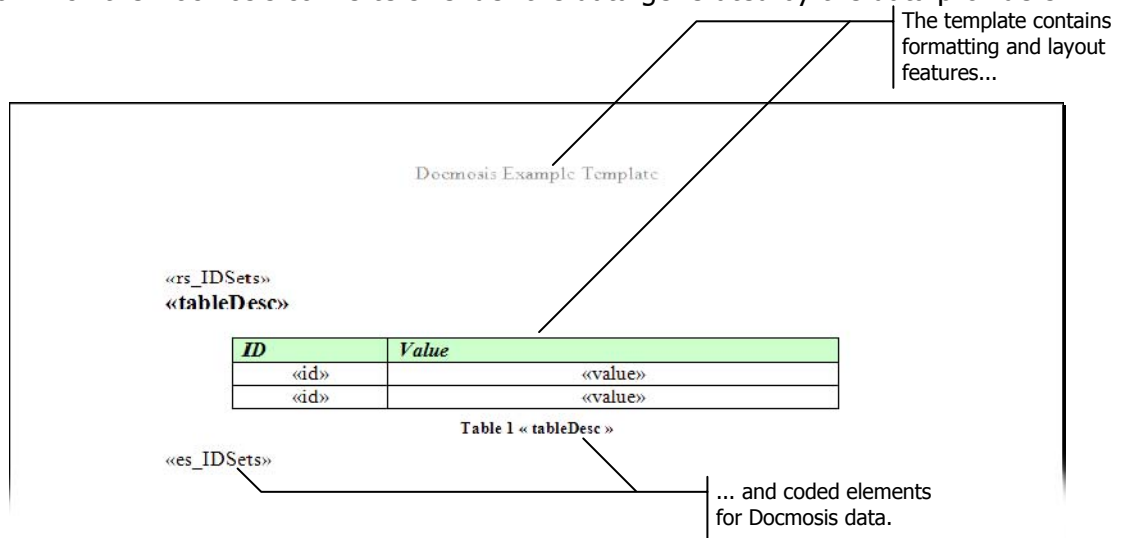 The template contains
formatting and layout
features...
Docmosis Example Template
«rs_IDSets»
«tableDesc»
ID Value
«id» «value»
«id» «value»
Table 1 « tableDesc »
«es_IDSets»
... and coded elements
for Docmosis data.